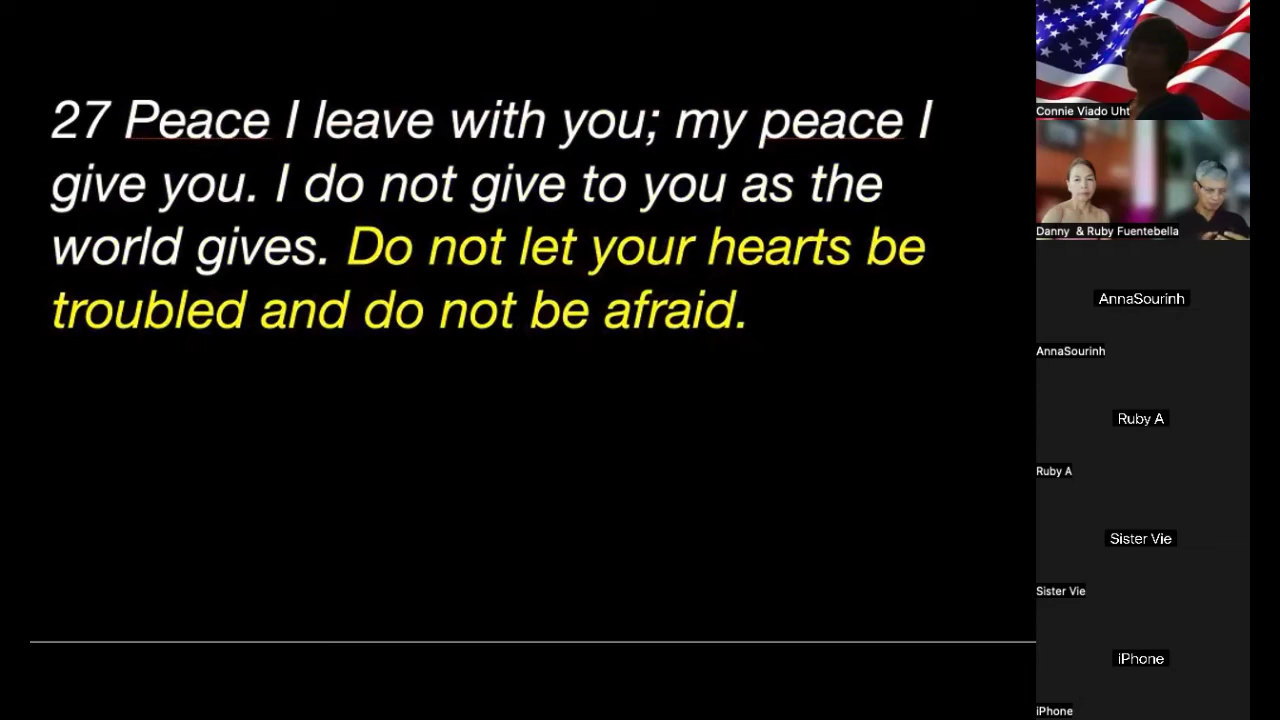 27 Peace I leave with you; my peace I
give you. I do not give to you as the
world gives. Do not let your hearts be
troubled and do not be afraid.
Connie Viado Uht
Danny & Ruby Fuentebella
AnnaSourinh
AnnaSourinh
Ruby A
Ruby A
Sister Vie
Sister Vie
iPhone
iPhone